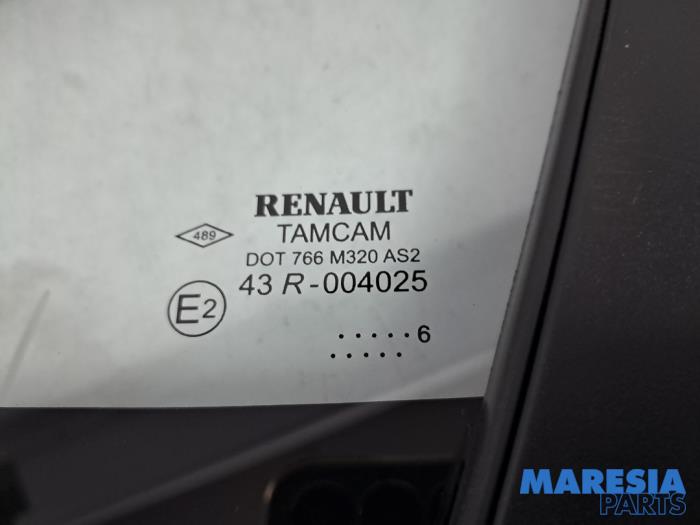 RENAULT
489 TAMCAM
DOT 766 M320 AS2
E2 43 R-004025
.....6
.....
MARESIA
PARTS